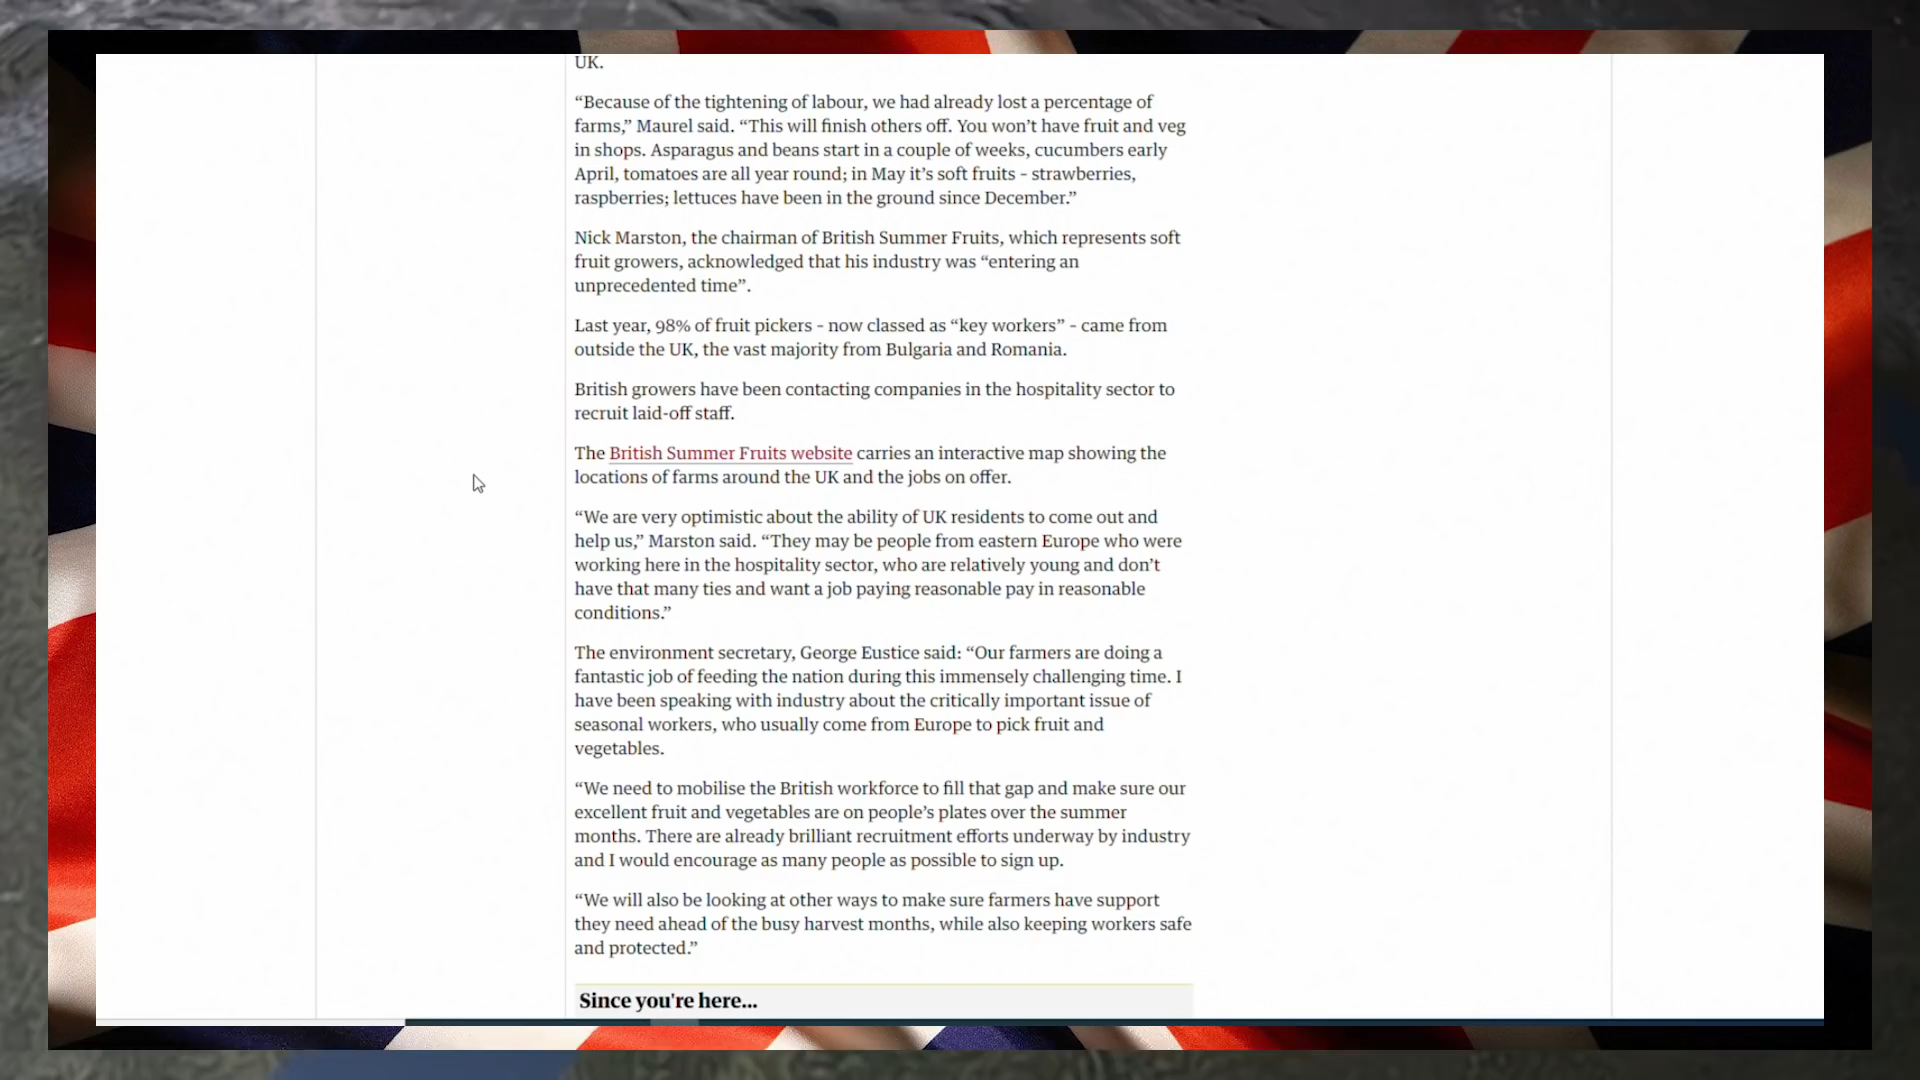 UK.
“Because of the tightening of labour, we had already lost a percentage of
farms,” Maurel said. “This will finish others off. You won’t have fruit and veg
in shops. Asparagus and beans start in a couple of weeks, cucumbers early
April, tomatoes are all year round; in May it’s soft fruits - strawberries,
raspberries; lettuces have been in the ground since December.”
Nick Marston, the chairman of British Summer Fruits, which represents soft
fruit growers, acknowledged that his industry was “entering an
unprecedented time”.
Last year, 98% of fruit pickers - now classed as “key workers” - came from
outside the UK, the vast majority from Bulgaria and Romania.
British growers have been contacting companies in the hospitality sector to
recruit laid-off staff.
The British Summer Fruits website carries an interactive map showing the
locations of farms around the UK and the jobs on offer.
“We are very optimistic about the ability of UK residents to come out and
help us,” Marston said. “They may be people from eastern Europe who were
working here in the hospitality sector, who are relatively young and don’t
have that many ties and want a job paying reasonable pay in reasonable
conditions.”
The environment secretary, George Eustice said: “Our farmers are doing a
fantastic job of feeding the nation during this immensely challenging time. I
have been speaking with industry about the critically important issue of
seasonal workers, who usually come from Europe to pick fruit and
vegetables.
“We need to mobilise the British workforce to fill that gap and make sure our
excellent fruit and vegetables are on people’s plates over the summer
months. There are already brilliant recruitment efforts underway by industry
and I would encourage as many people as possible to sign up.
“We will also be looking at other ways to make sure farmers have support
they need ahead of the busy harvest months, while also keeping workers safe
and protected.”
Since you're here...